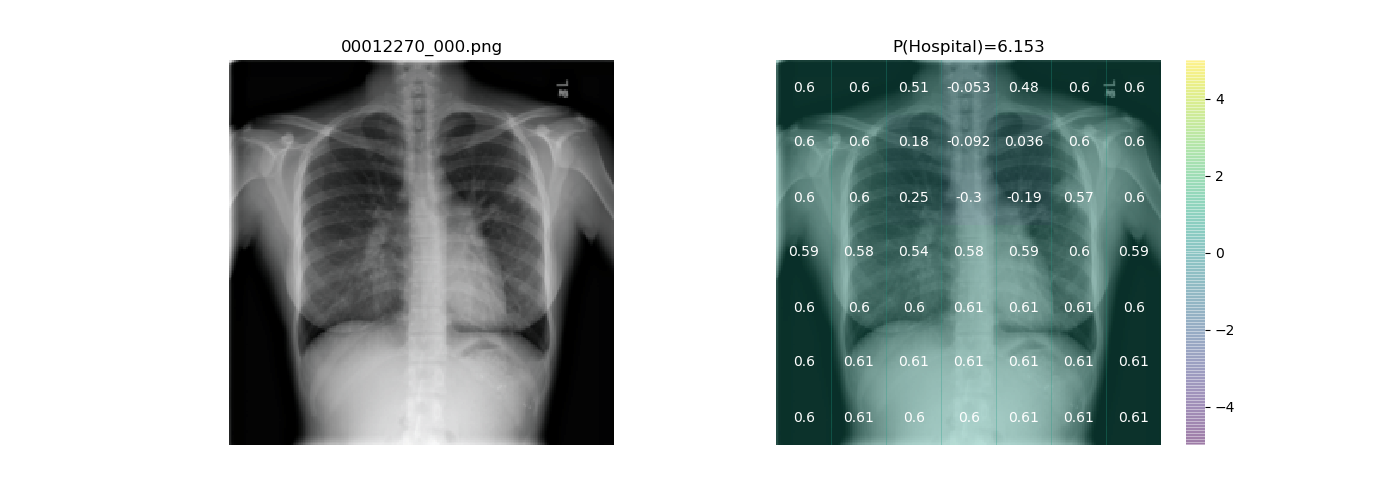 00012270_000.png
P(Hospital)=6.153
0.6 0.6 0.51 -0.053 0.48 0.6 0.6
0.6 0.6 0.18 -0.092 0.036 0.6 0.6
0.6 0.6 0.25 -0.3 -0.19 0.57 0.6
0.59 0.58 0.54 0.58 0.59 0.6 0.59
0.6 0.6 0.6 0.61 0.61 0.61 0.6
0.6 0.61 0.61 0.61 0.61 0.61 0.61
0.6 0.61 0.6 0.6 0.61 0.61 0.61
4
2
0
−2
−4